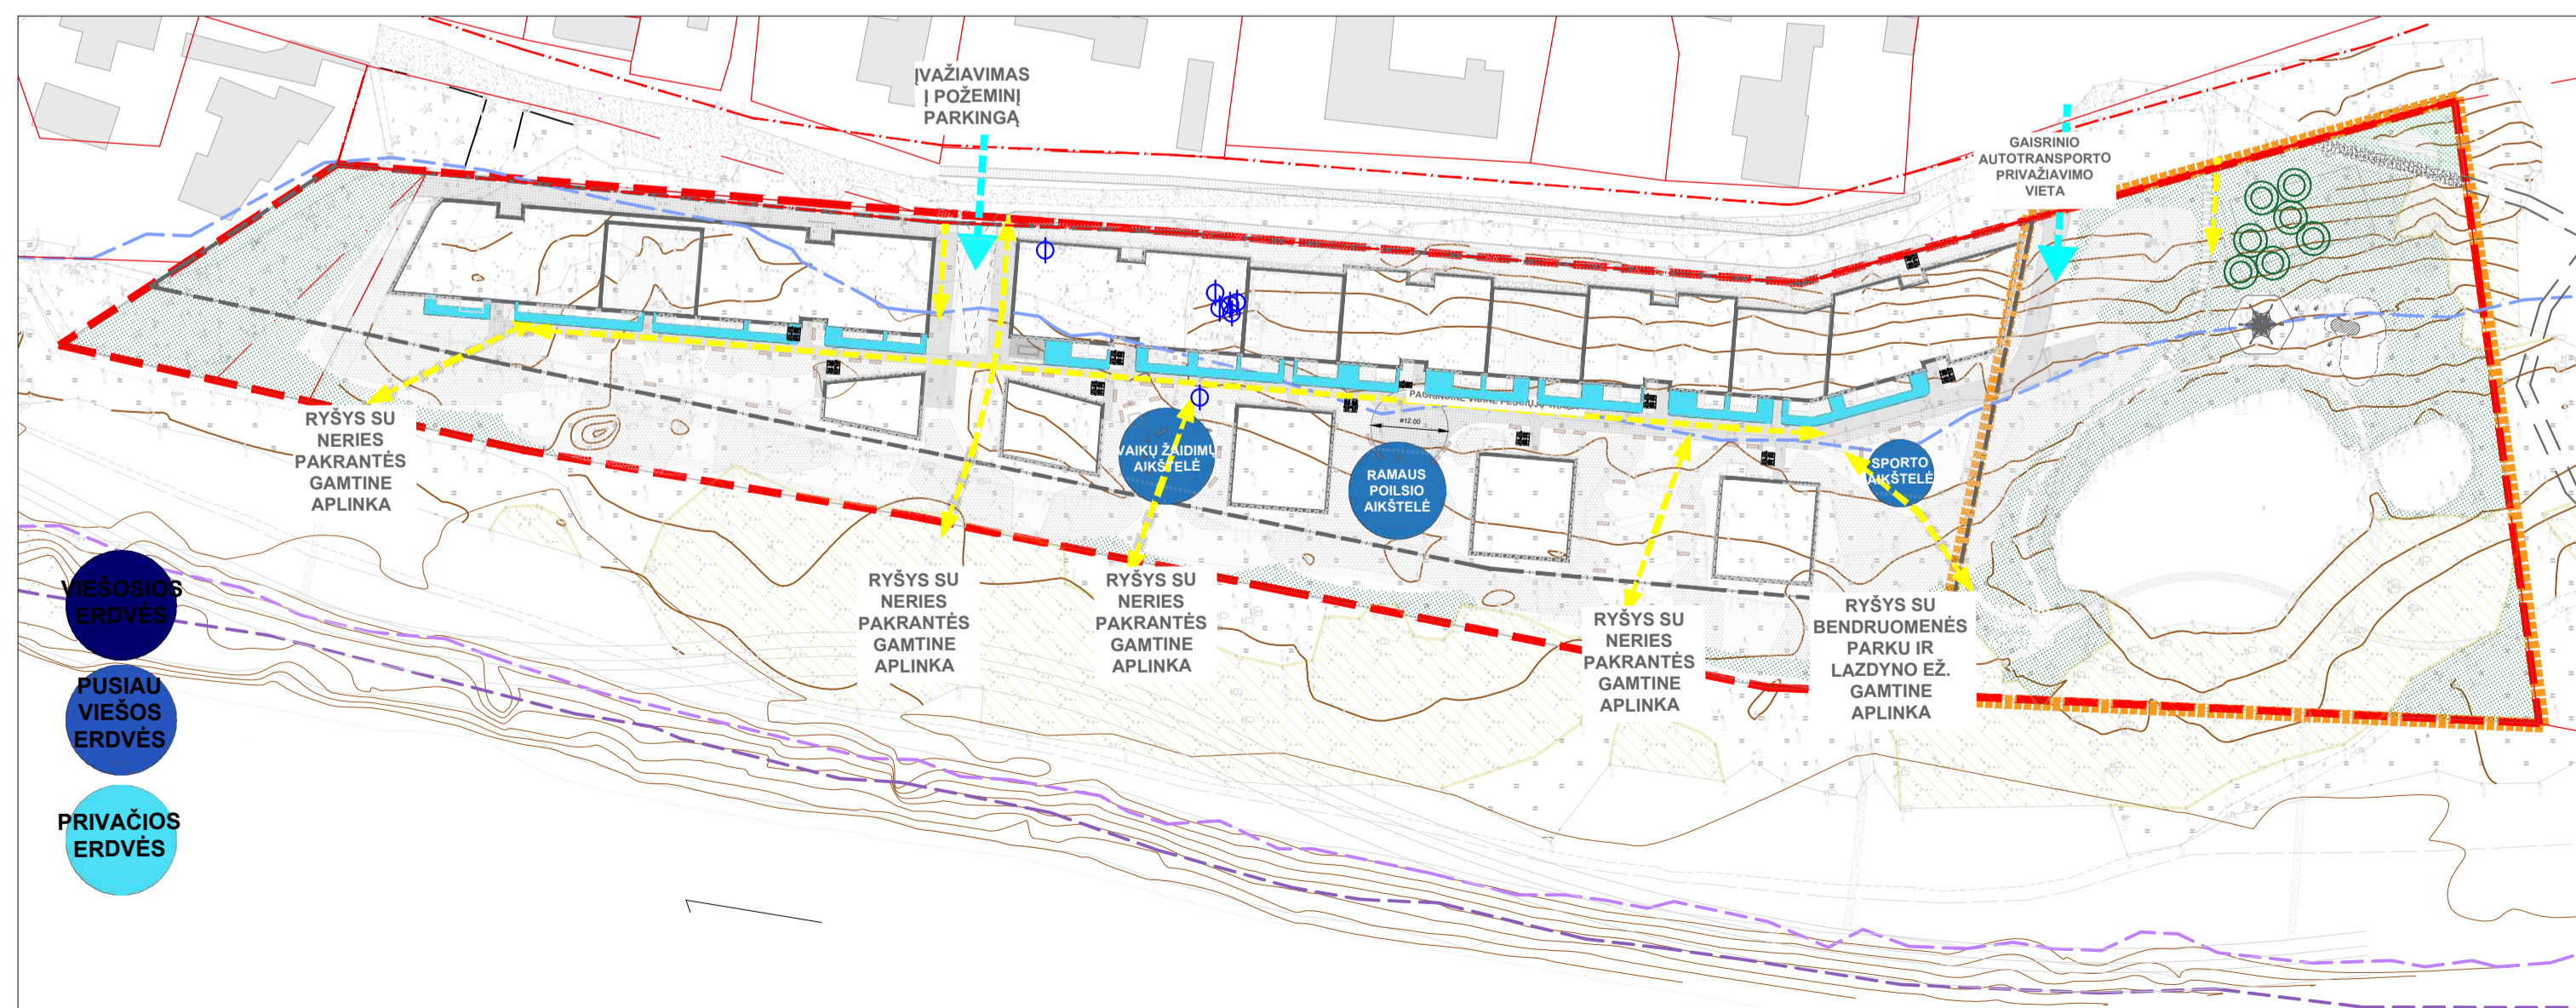 ĮVAŽIAVIMAS
Į POŽEMINĮ
PARKINGĄ
GAISRINIO
AUTOTRANSPORTO
PRIVAŽIAVIMO
VIETA
ø12.00
VAIKŲ ŽAIDIMŲ
AIKŠTELĖ
RAMAUS
POILSIO
AIKŠTELĖ
SPORTO
AIKŠTELĖ
RYŠYS SU
NERIES
PAKRANTĖS
GAMTINE
APLINKA
RYŠYS SU
NERIES
PAKRANTĖS
GAMTINE
APLINKA
RYŠYS SU
NERIES
PAKRANTĖS
GAMTINE
APLINKA
RYŠYS SU
NERIES
PAKRANTĖS
GAMTINE
APLINKA
RYŠYS SU
BENDRUOMENĖS
PARKU IR
LAZDYNO EŽ.
GAMTINE
APLINKA
VIEŠOSIOS
ERDVĖS
PUSIAU
VIEŠOS
ERDVĖS
PRIVAČIOS
ERDVĖS